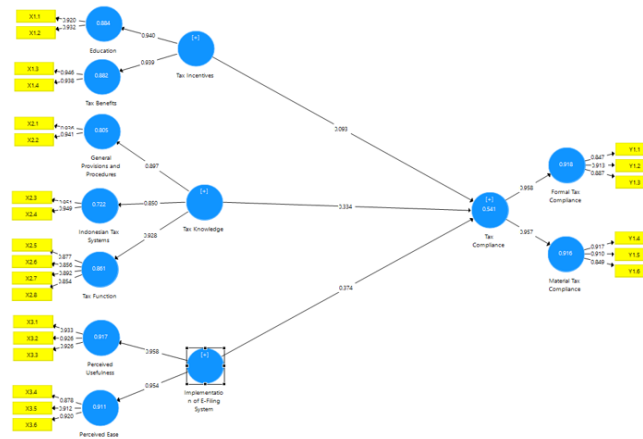 X1.1
0.920
X1.2
0.932
0.884
Education
0.940
[+]
Tax Incentives
X1.3
0.946
X1.4
0.938
0.882
Tax Benefits
0.939
0.093
X2.1
X2.2
0.941
0.805
General
Provisions and
Procedures
0.897
X2.3
0.951
X2.4
0.949
0.722
Indonesian Tax
Systems
0.850
[+]
Tax Knowledge
0.334
X2.5
0.877
X2.6
0.886
X2.7
0.892
X2.8
0.854
0.861
Tax Function
0.928
X3.1
0.933
X3.2
0.926
X3.3
0.926
0.917
Perceived
Usefulness
0.958
[+]
Implementatio
n of E-Filing
System
0.374
X3.4
0.878
X3.5
0.912
X3.6
0.920
0.911
Perceived Ease
0.954
[+]
0.541
Tax
Compliance
0.958
0.918
Formal Tax
Compliance
0.847
Y1.1
0.913
Y1.2
0.887
Y1.3
0.957
0.916
Material Tax
Compliance
0.917
Y1.4
0.910
Y1.5
0.849
Y1.6